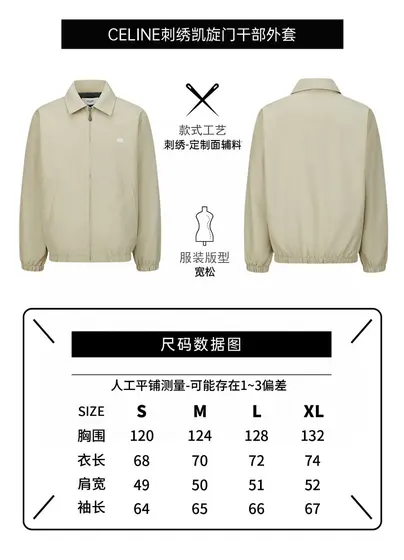 CELINE刺绣凯旋门干部外套
款式工艺
刺绣-定制面辅料
服装版型
宽松
尺码数据图
人工平铺测量-可能存在1~3偏差
SIZE S M L XL
胸围 120 124 128 132
衣长 68 70 72 74
肩宽 49 50 51 52
袖长 64 65 66 67